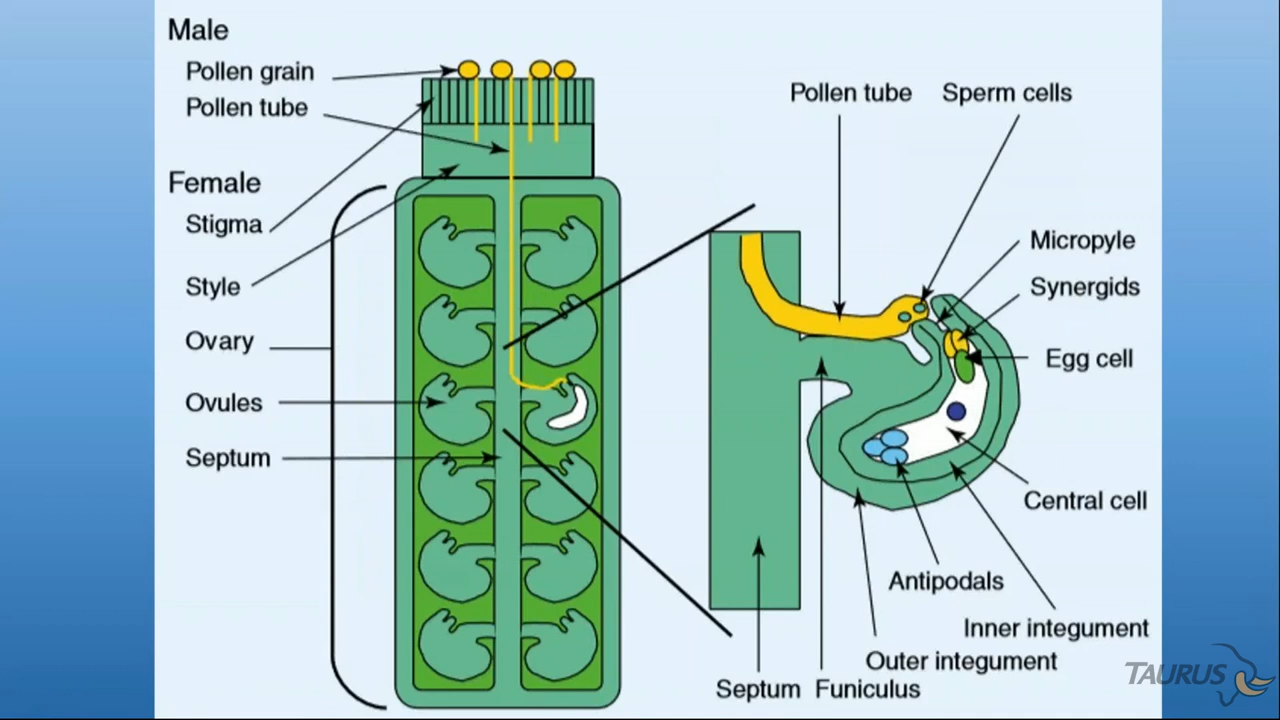 Male
Pollen grain
Pollen tube
Female
Stigma
Style
Ovary
Ovules
Septum
Pollen tube
Sperm cells
Micropyle
Synergids
Egg cell
Central cell
Antipodals
Inner integument
Outer integument
Septum
Funiculus
TAURUS